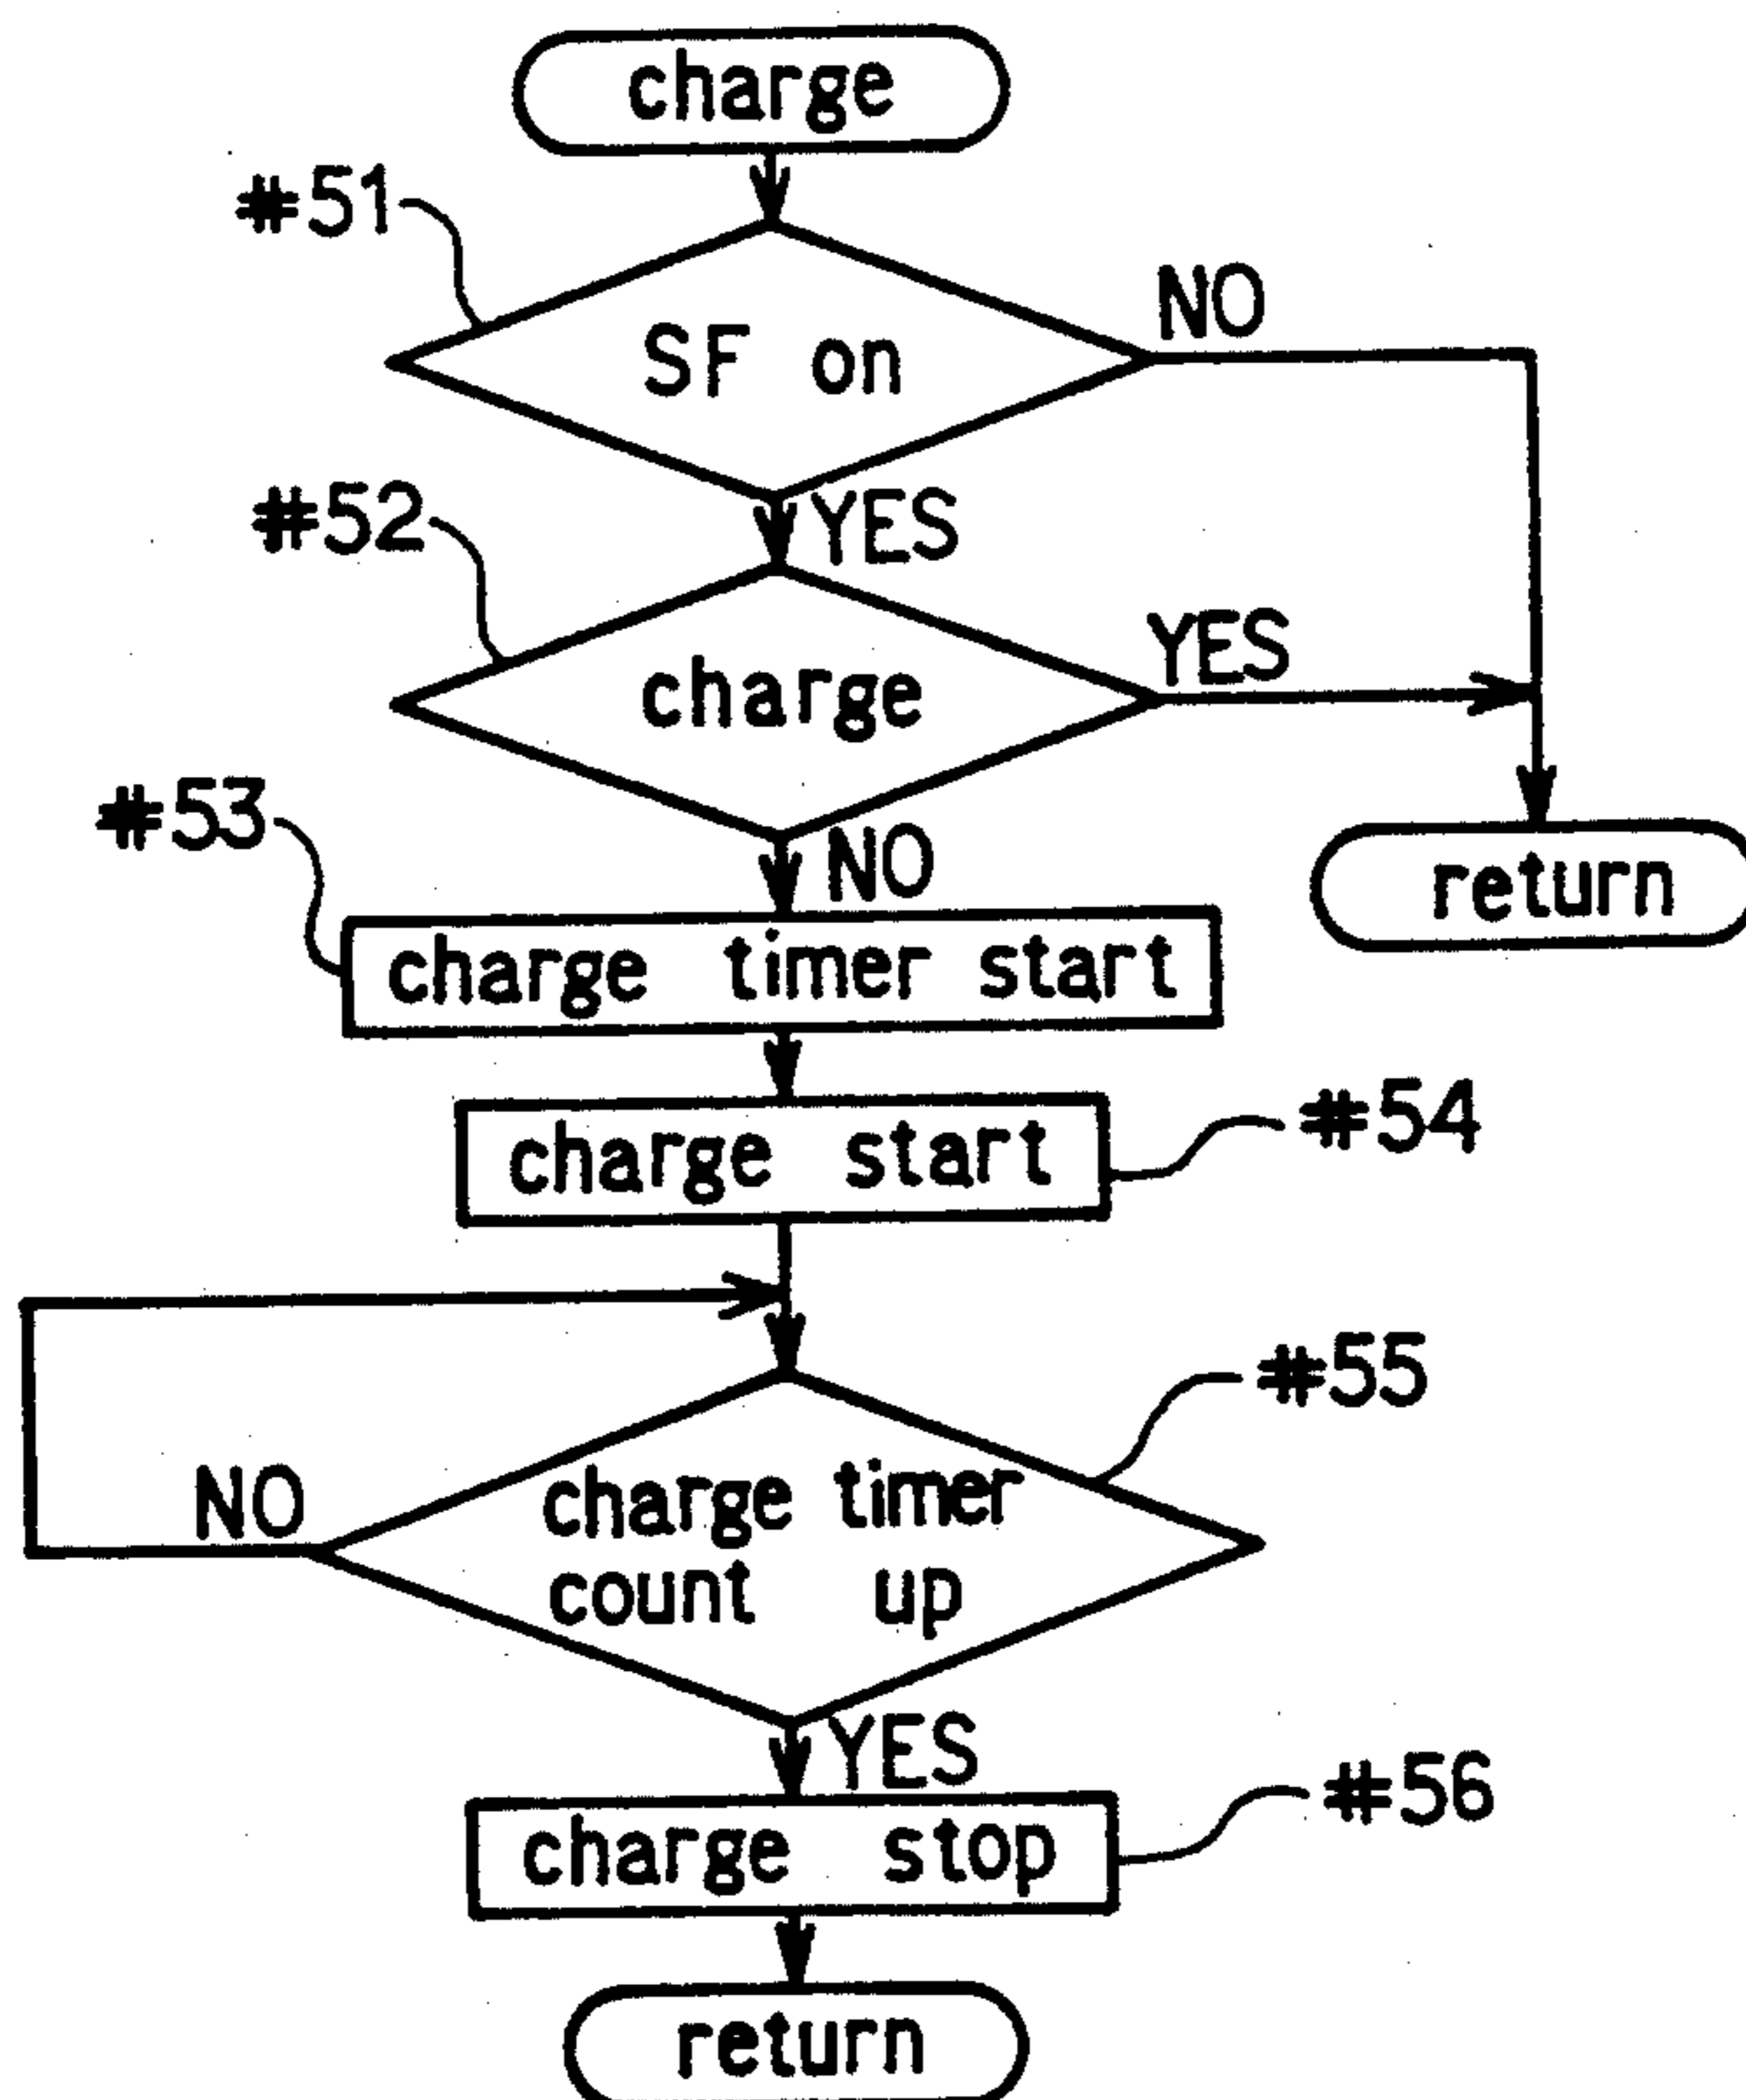 charge
#51
SF on
NO
YES
#52
charge
YES
NO
#53
return
charge timer start
charge start
#54
#55
charge timer
count up
NO
YES
charge stop
#56
return